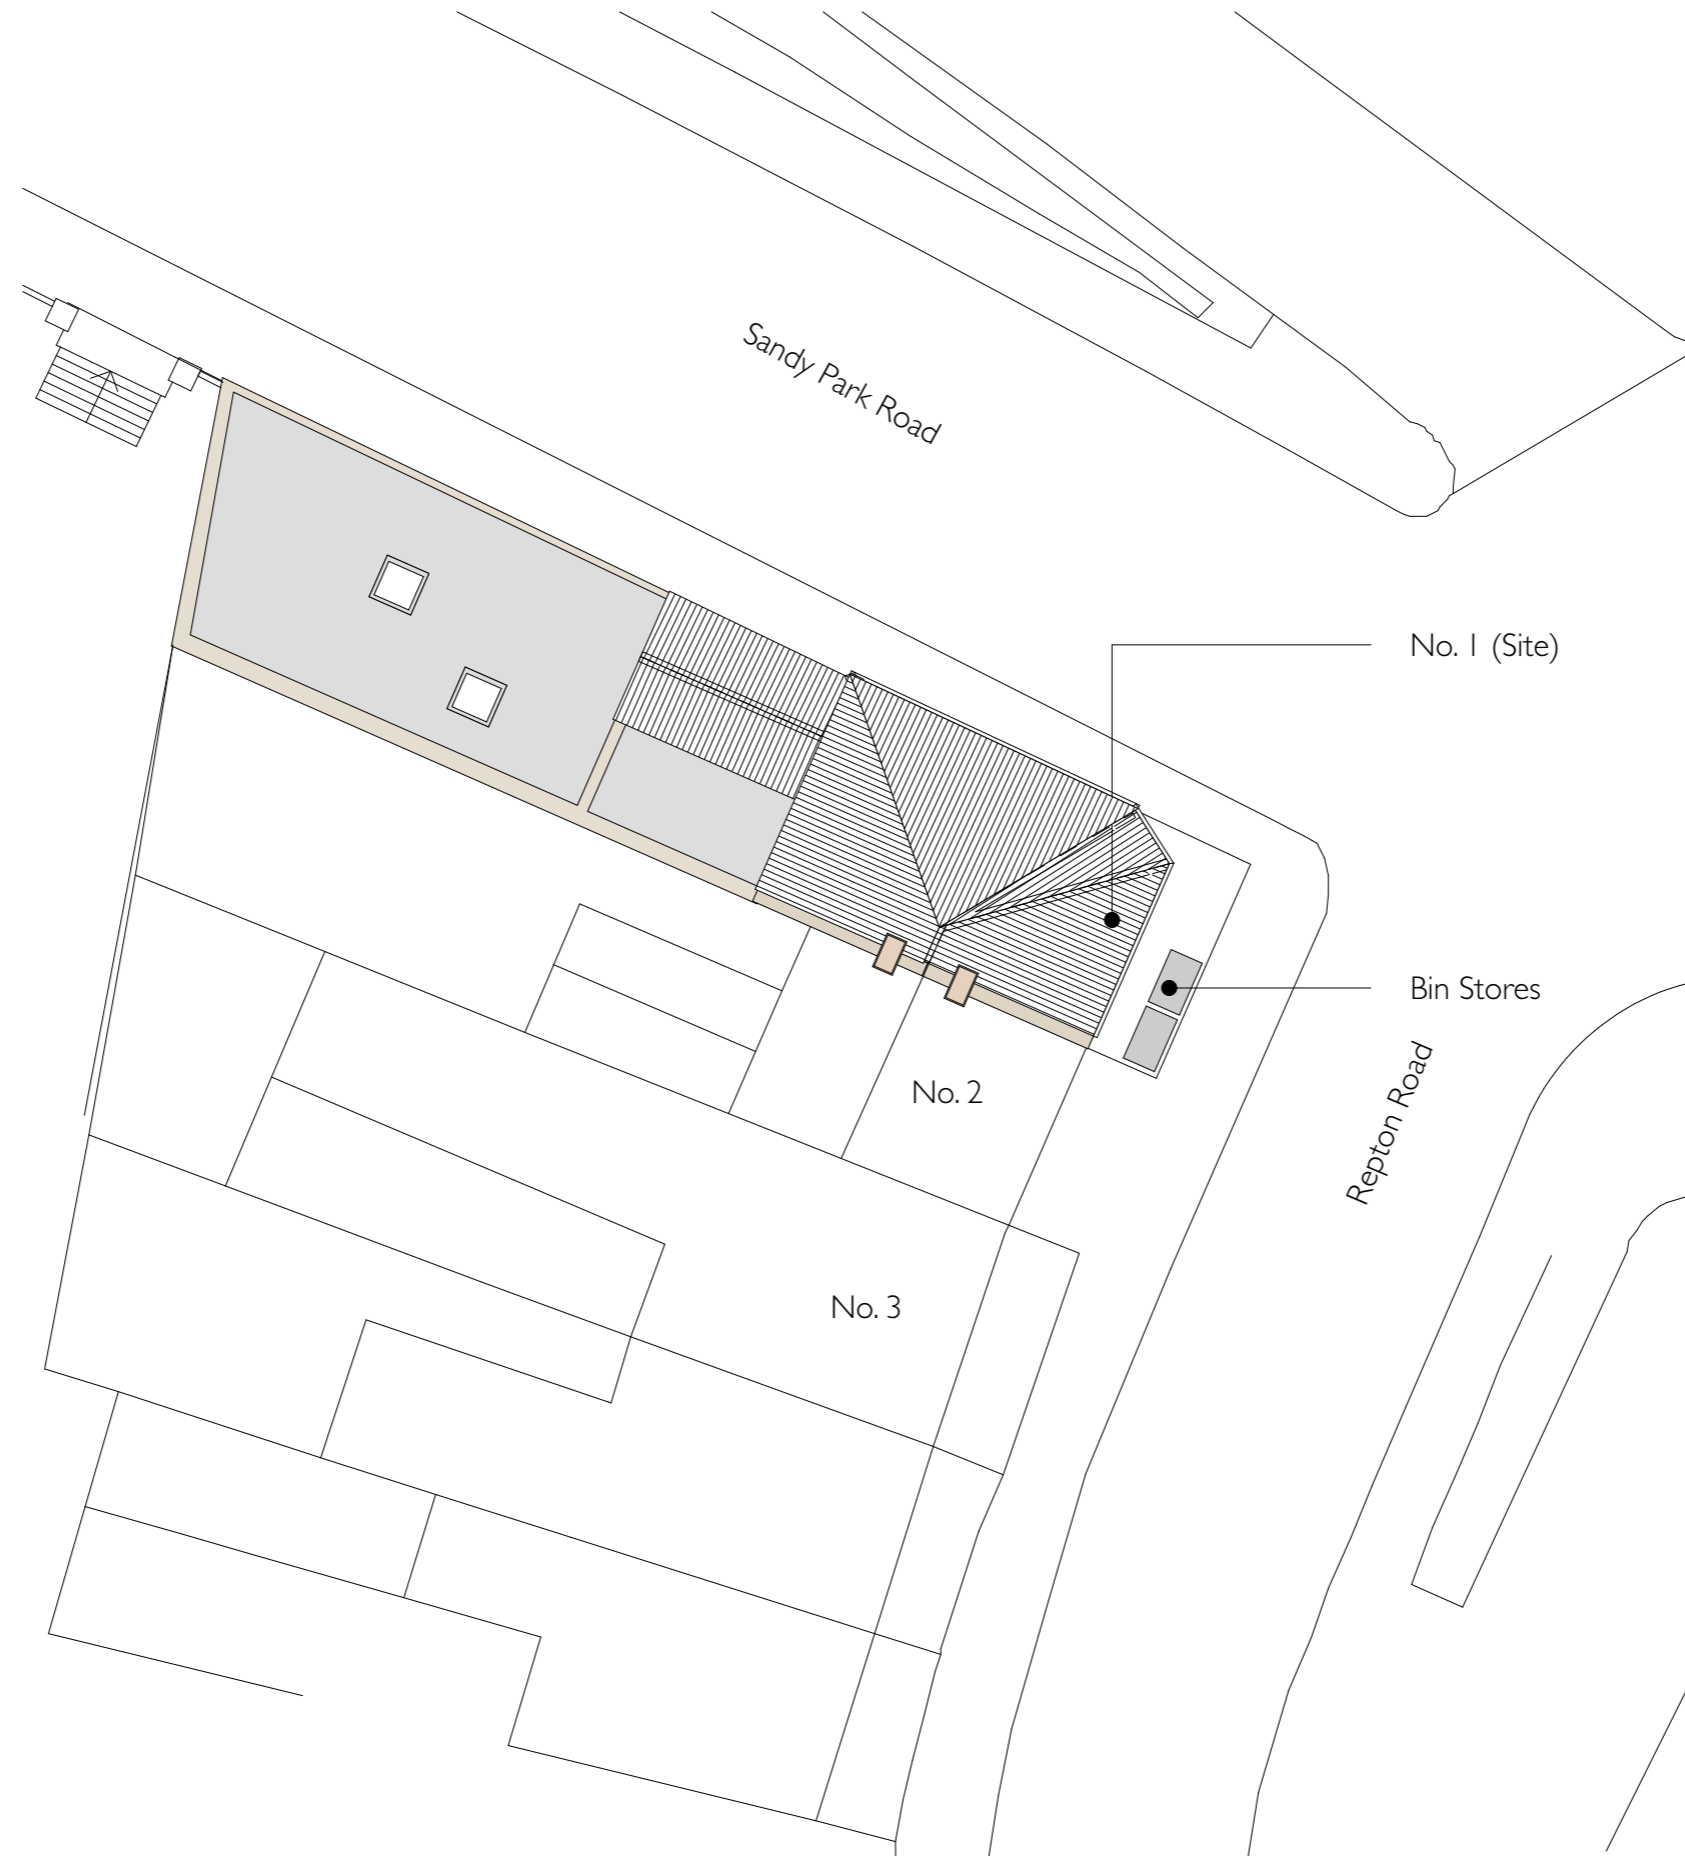 Sandy Park Road
No. 1 (Site)
Bin Stores
Repton Road
No. 2
No. 3